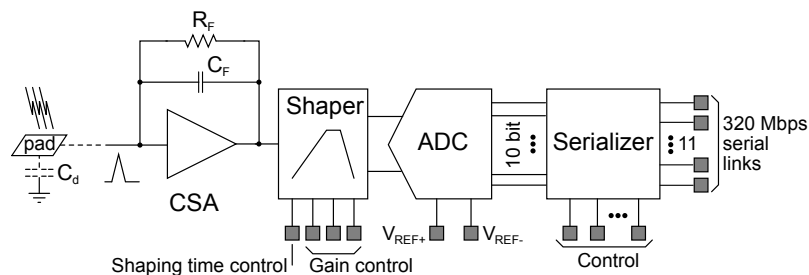 R_F
C_F
pad
C_d
CSA
Shaper
ADC
10 bit
Serializer
11
320 Mbps
serial
links
Shaping time control
Gain control
V_REF+
V_REF-
Control